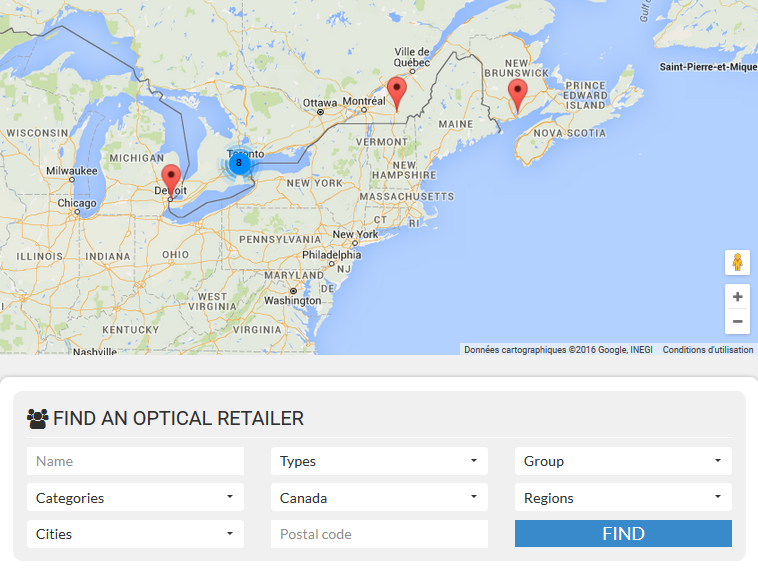 Gulf
Ville de
Québec
NEW
BRUNSWICK
Saint-Pierre-et-Mique
PRINCE
EDWARD
ISLAND
Ottawa
Montréal
MAINE
NOVA SCOTIA
WISCONSIN
Toronto
8
VERMONT
MICHIGAN
Milwaukee
Detroit
NEW
HAMPSHIRE
NEW YORK
MASSACHUSETTS
Chicago
CT
RI
New York
PENNSYLVANIA
ILLINOIS
INDIANA
OHIO
Philadelphia
NJ
MARYLAND
DE
Washington
WEST
VIRGINIA
KENTUCKY
VIRGINIA
Nashville
+
−
Données cartographiques ©2016 Google, INEGI Conditions d'utilisation
FIND AN OPTICAL RETAILER
Name Types Group
Categories Canada Regions
Cities Postal code FIND